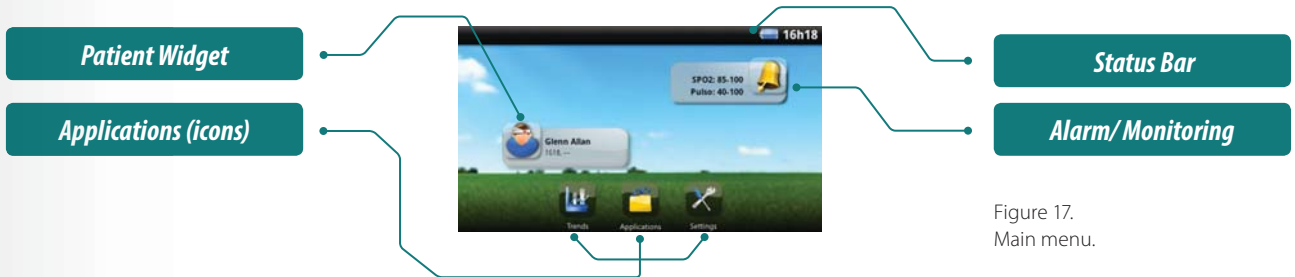 Patient Widget
Applications (icons)
16h18
SPO2: 85-100
Pulso: 40-100
Glenn Allan
Trends
Applications
Settings
Status Bar
Alarm/ Monitoring
Figure 17.
Main menu.